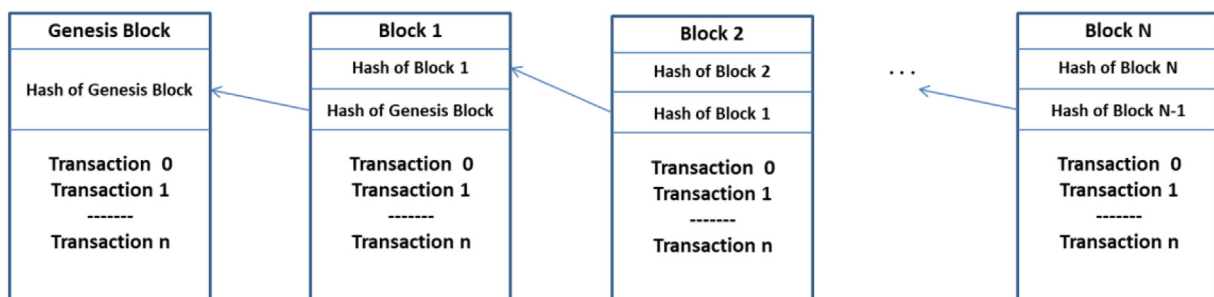 Genesis Block
Hash of Genesis Block
Transaction 0
Transaction 1
-------
Transaction n
Block 1
Hash of Block 1
Hash of Genesis Block
Transaction 0
Transaction 1
-------
Transaction n
Block 2
Hash of Block 2
Hash of Block 1
Transaction 0
Transaction 1
-------
Transaction n
...
Block N
Hash of Block N
Hash of Block N-1
Transaction 0
Transaction 1
-------
Transaction n